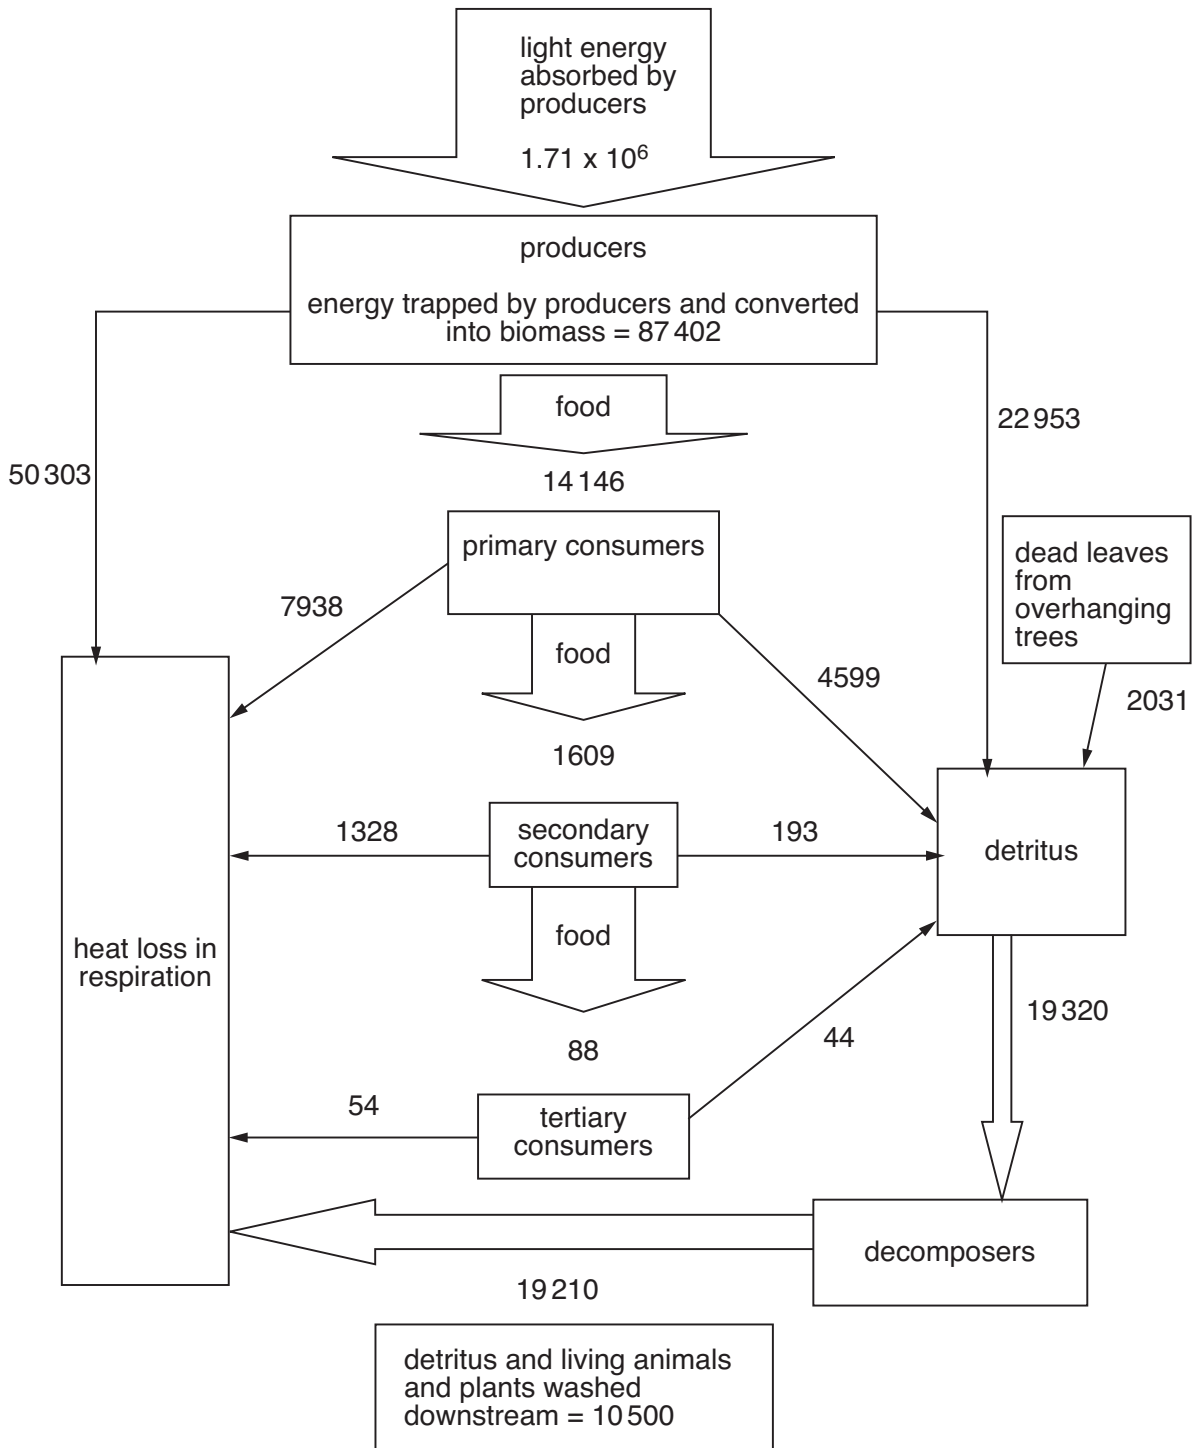 light energy
absorbed by
producers
1.71 x 10⁶
producers
energy trapped by producers and converted
into biomass = 87 402
food
22 953
50 303
14 146
primary consumers
dead leaves
from
overhanging
trees
7938
food
4599
2031
1609
1328
secondary
consumers
193
detritus
food
heat loss in
respiration
19 320
44
88
54
tertiary
consumers
decomposers
19 210
detritus and living animals
and plants washed
downstream = 10 500